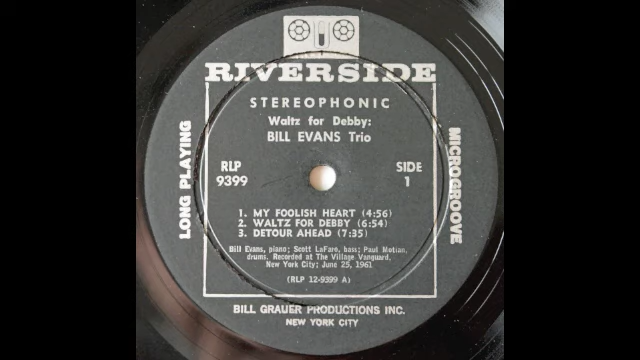 RIVERSIDE
STEREOPHONIC
Waltz for Debby:
BILL EVANS Trio
RLP
9399
SIDE
1
LONG PLAYING
MICROGROOVE
1. MY FOOLISH HEART (4:56)
2. WALTZ FOR DEBBY (6:54)
3. DETOUR AHEAD (7:35)
Bill Evans, piano; Scott LaFaro, bass; Paul Motian,
drums. Recorded at The Village Vanguard,
New York City; June 25, 1961
(RLP 12-9399 A)
BILL GRAUER PRODUCTIONS INC.
NEW YORK CITY